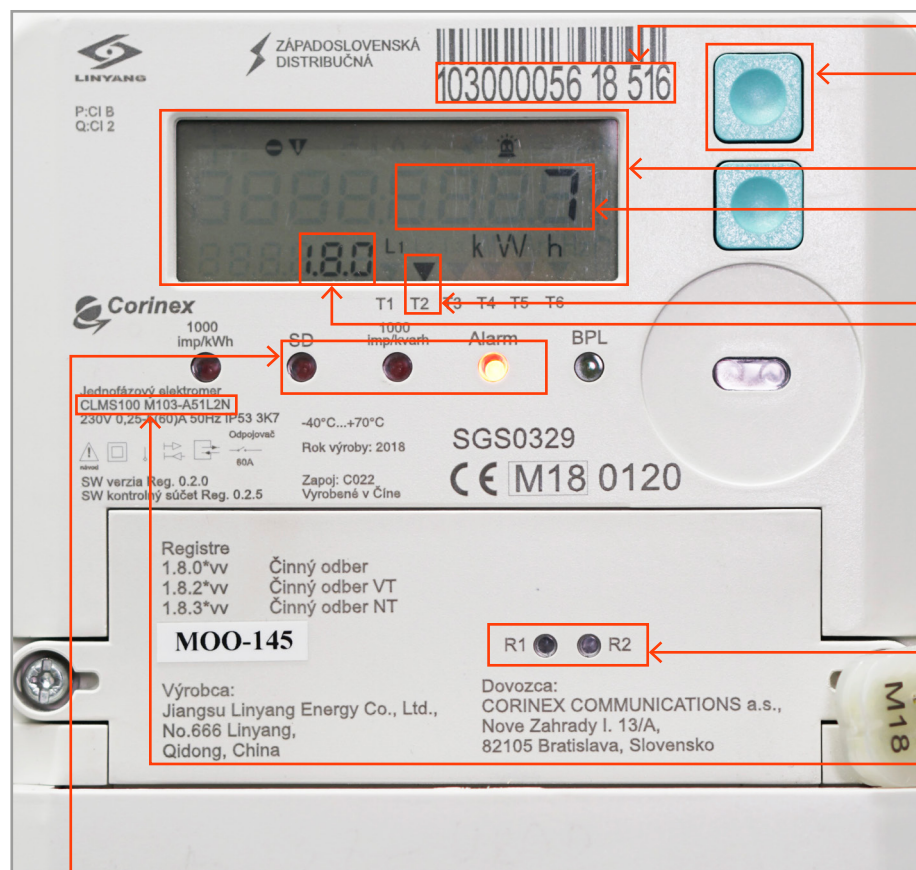 LINYANG
ZÁPADOSLOVENSKÁ
DISTRIBUČNÁ
103000056 18 516
P:Cl B
Q:Cl 2
7
1.8.0 L1 k W h
T1 T2 T3 T4 T5 T6
Corinex
1000
imp/kWh
SD
1000
imp/kvarh
Alarm
BPL
Jednofázový elektromer
CLMS100 M103-A51L2N
230V 0,25-5(60)A 50Hz IP53 3K7
-40°C...+70°C
Odpojovač
60A
Rok výroby: 2018
SGS0329
SW verzia Reg. 0.2.0
SW kontrolný súčet Reg. 0.2.5
Zapoj: C022
Vyrobené v Číne
CE M18 0120
Registre
1.8.0*vv Činný odber
1.8.2*vv Činný odber VT
1.8.3*vv Činný odber NT
MOO-145
R1 R2
Výrobca:
Jiangsu Linyang Energy Co., Ltd.,
No.666 Linyang,
Qidong, China
Dovozca:
CORINEX COMMUNICATIONS a.s.,
Nove Zahrady I. 13/A,
82105 Bratislava, Slovensko
M18